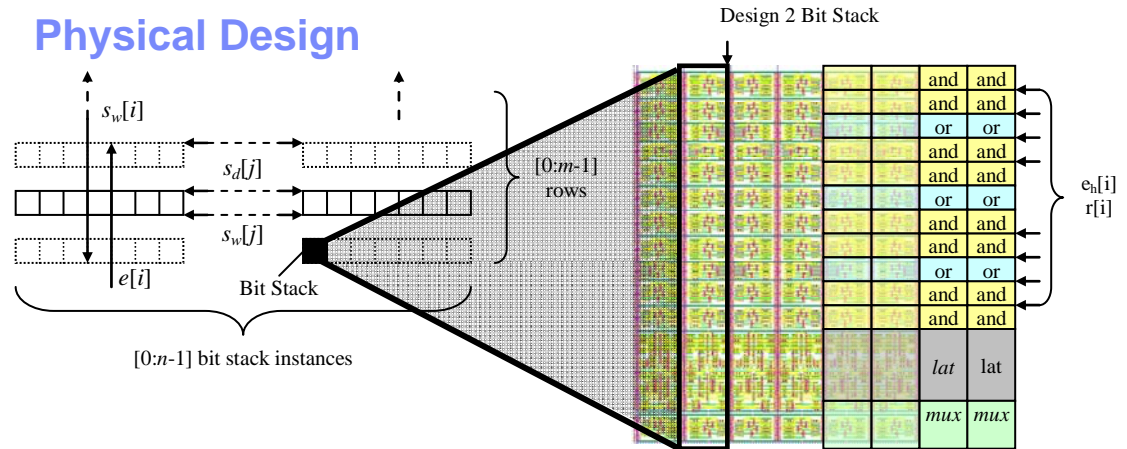 Physical Design
Design 2 Bit Stack
s_w[i]
s_d[j]
s_w[j]
e[i]
Bit Stack
[0:m-1]
rows
[0:n-1] bit stack instances
and and
and and
or or
and and
and and
or or
and and
and and
or or
and and
and and
lat lat
mux mux
e_h[i]
r[i]